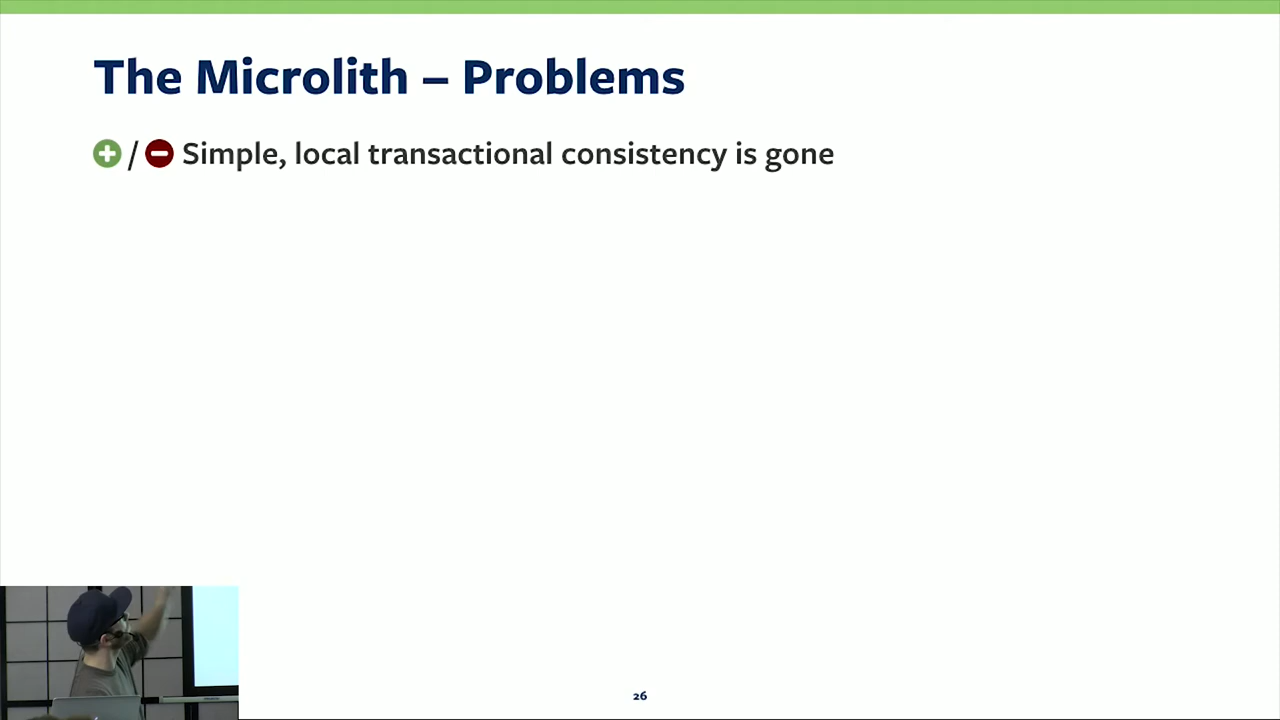 The Microlith – Problems
/ Simple, local transactional consistency is gone
26